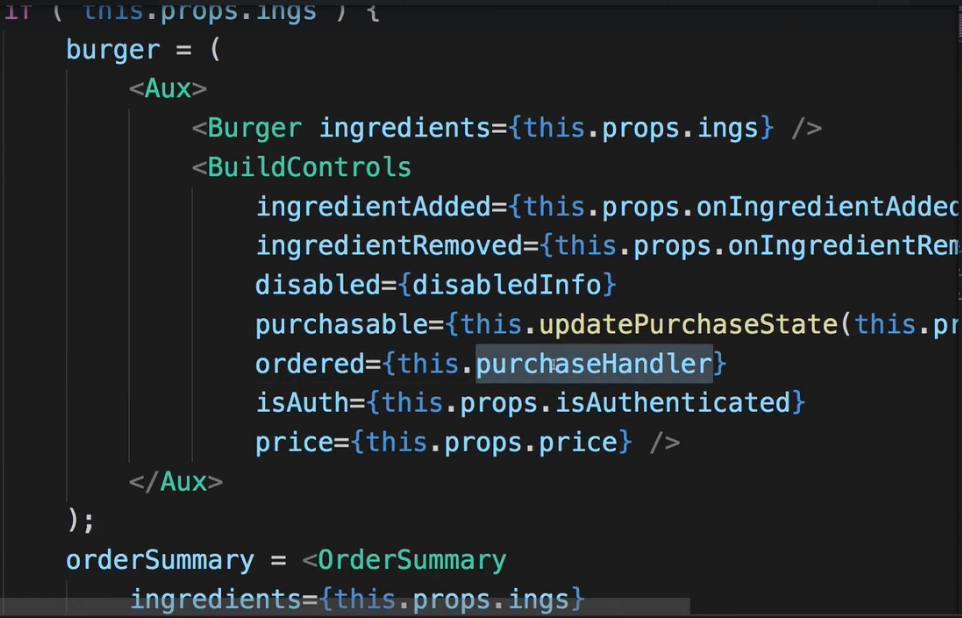 if ( this.props.ings ) {
burger = (
<Aux>
<Burger ingredients={this.props.ings} />
<BuildControls
ingredientAdded={this.props.onIngredientAdded
ingredientRemoved={this.props.onIngredientRem
disabled={disabledInfo}
purchasable={this.updatePurchaseState(this.pr
ordered={this.purchaseHandler}
isAuth={this.props.isAuthenticated}
price={this.props.price} />
</Aux>
);
orderSummary = <OrderSummary
ingredients={this.props.ings}